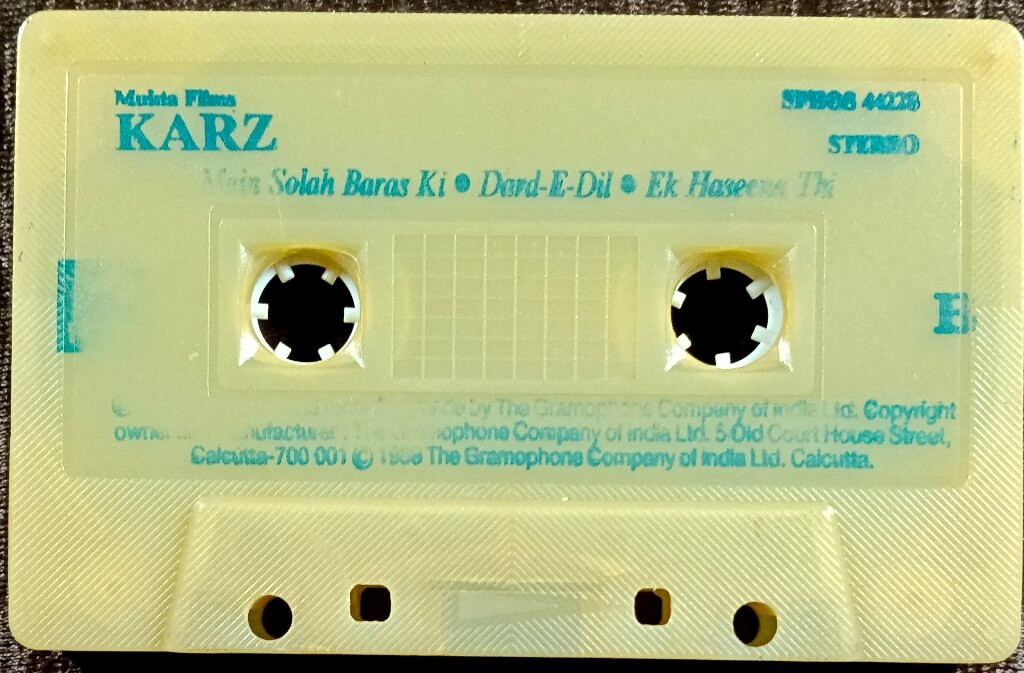 Mukta Films
KARZ
STEREO
Main Solah Baras Ki • Dard-E-Dil • Ek Haseena Thi
B
by The Gramophone Company of India Ltd. Copyright
The Gramophone Company of India Ltd. 5 Old Court House Street,
Calcutta-700 001 © The Gramophone Company of India Ltd. Calcutta.